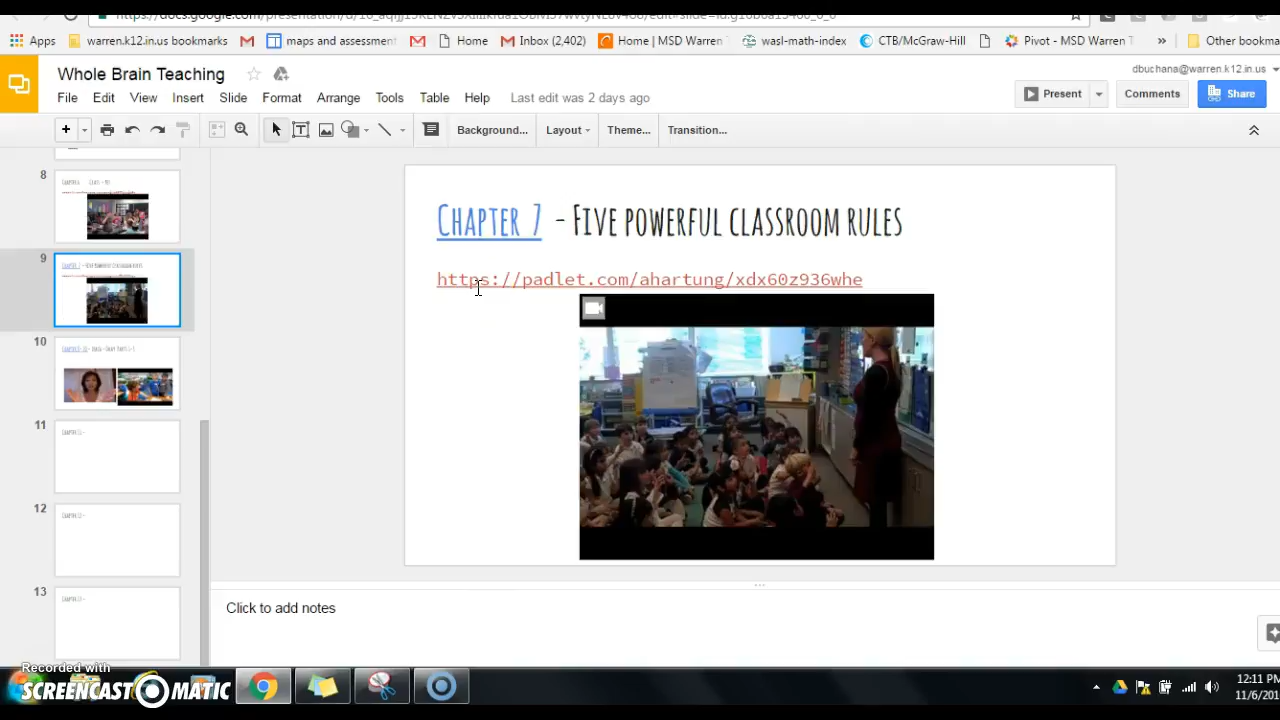 Apps warren.k12.in.us bookmarks maps and assessment Home Inbox (2,402) Home | MSD Warren T wasl-math-index CTB/McGraw-Hill Pivot - MSD Warren T » Other bookma
dbuchana@warren.k12.in.us
Whole Brain Teaching
File Edit View Insert Slide Format Arrange Tools Table Help Last edit was 2 days ago
Present Comments Share
Background... Layout Theme... Transition...
8
9
10
11
12
13
Chapter 7 - Five powerful classroom rules
https://padlet.com/ahartung/xdx60z936whe
Click to add notes
Recorded with
SCREENCAST MATIC
12:11 PM
11/6/201